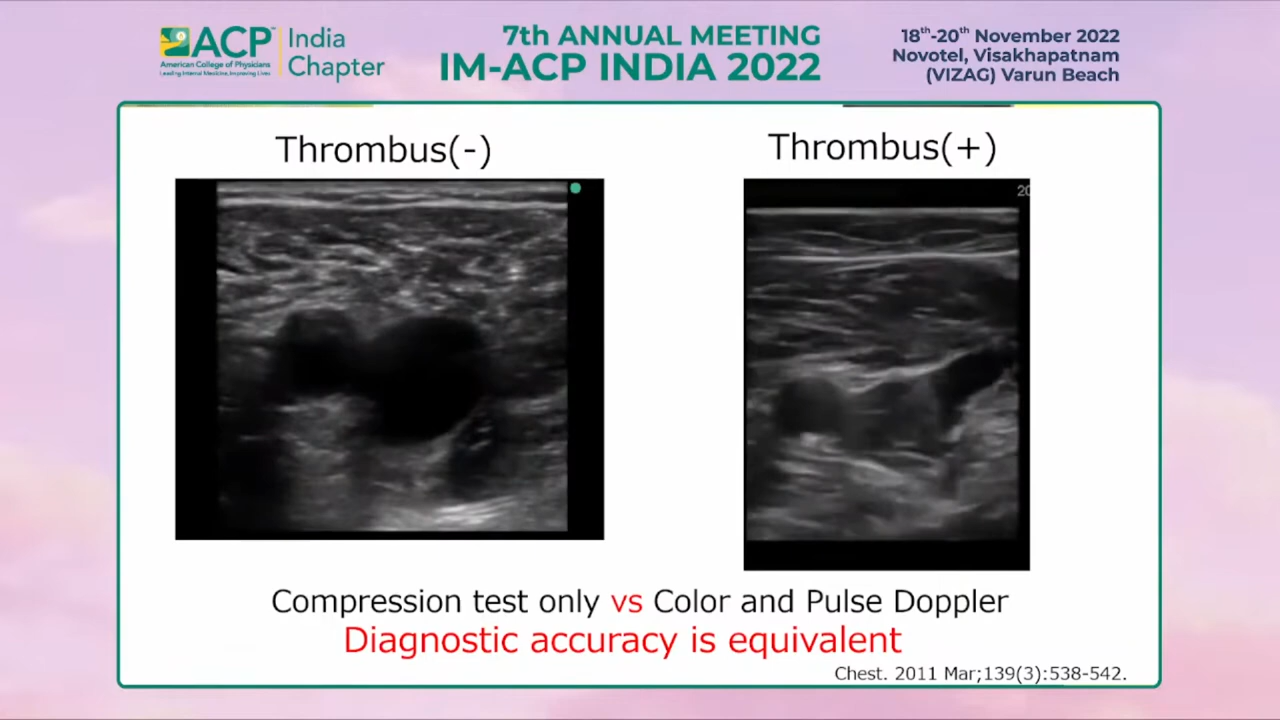 ACP
American College of Physicians
Leading Internal Medicine, Improving Lives
India
Chapter
7th ANNUAL MEETING
IM-ACP INDIA 2022
18th-20th November 2022
Novotel, Visakhapatnam
(VIZAG) Varun Beach
Thrombus(-)
Thrombus(+)
20
Compression test only vs Color and Pulse Doppler
Diagnostic accuracy is equivalent
Chest. 2011 Mar;139(3):538-542.